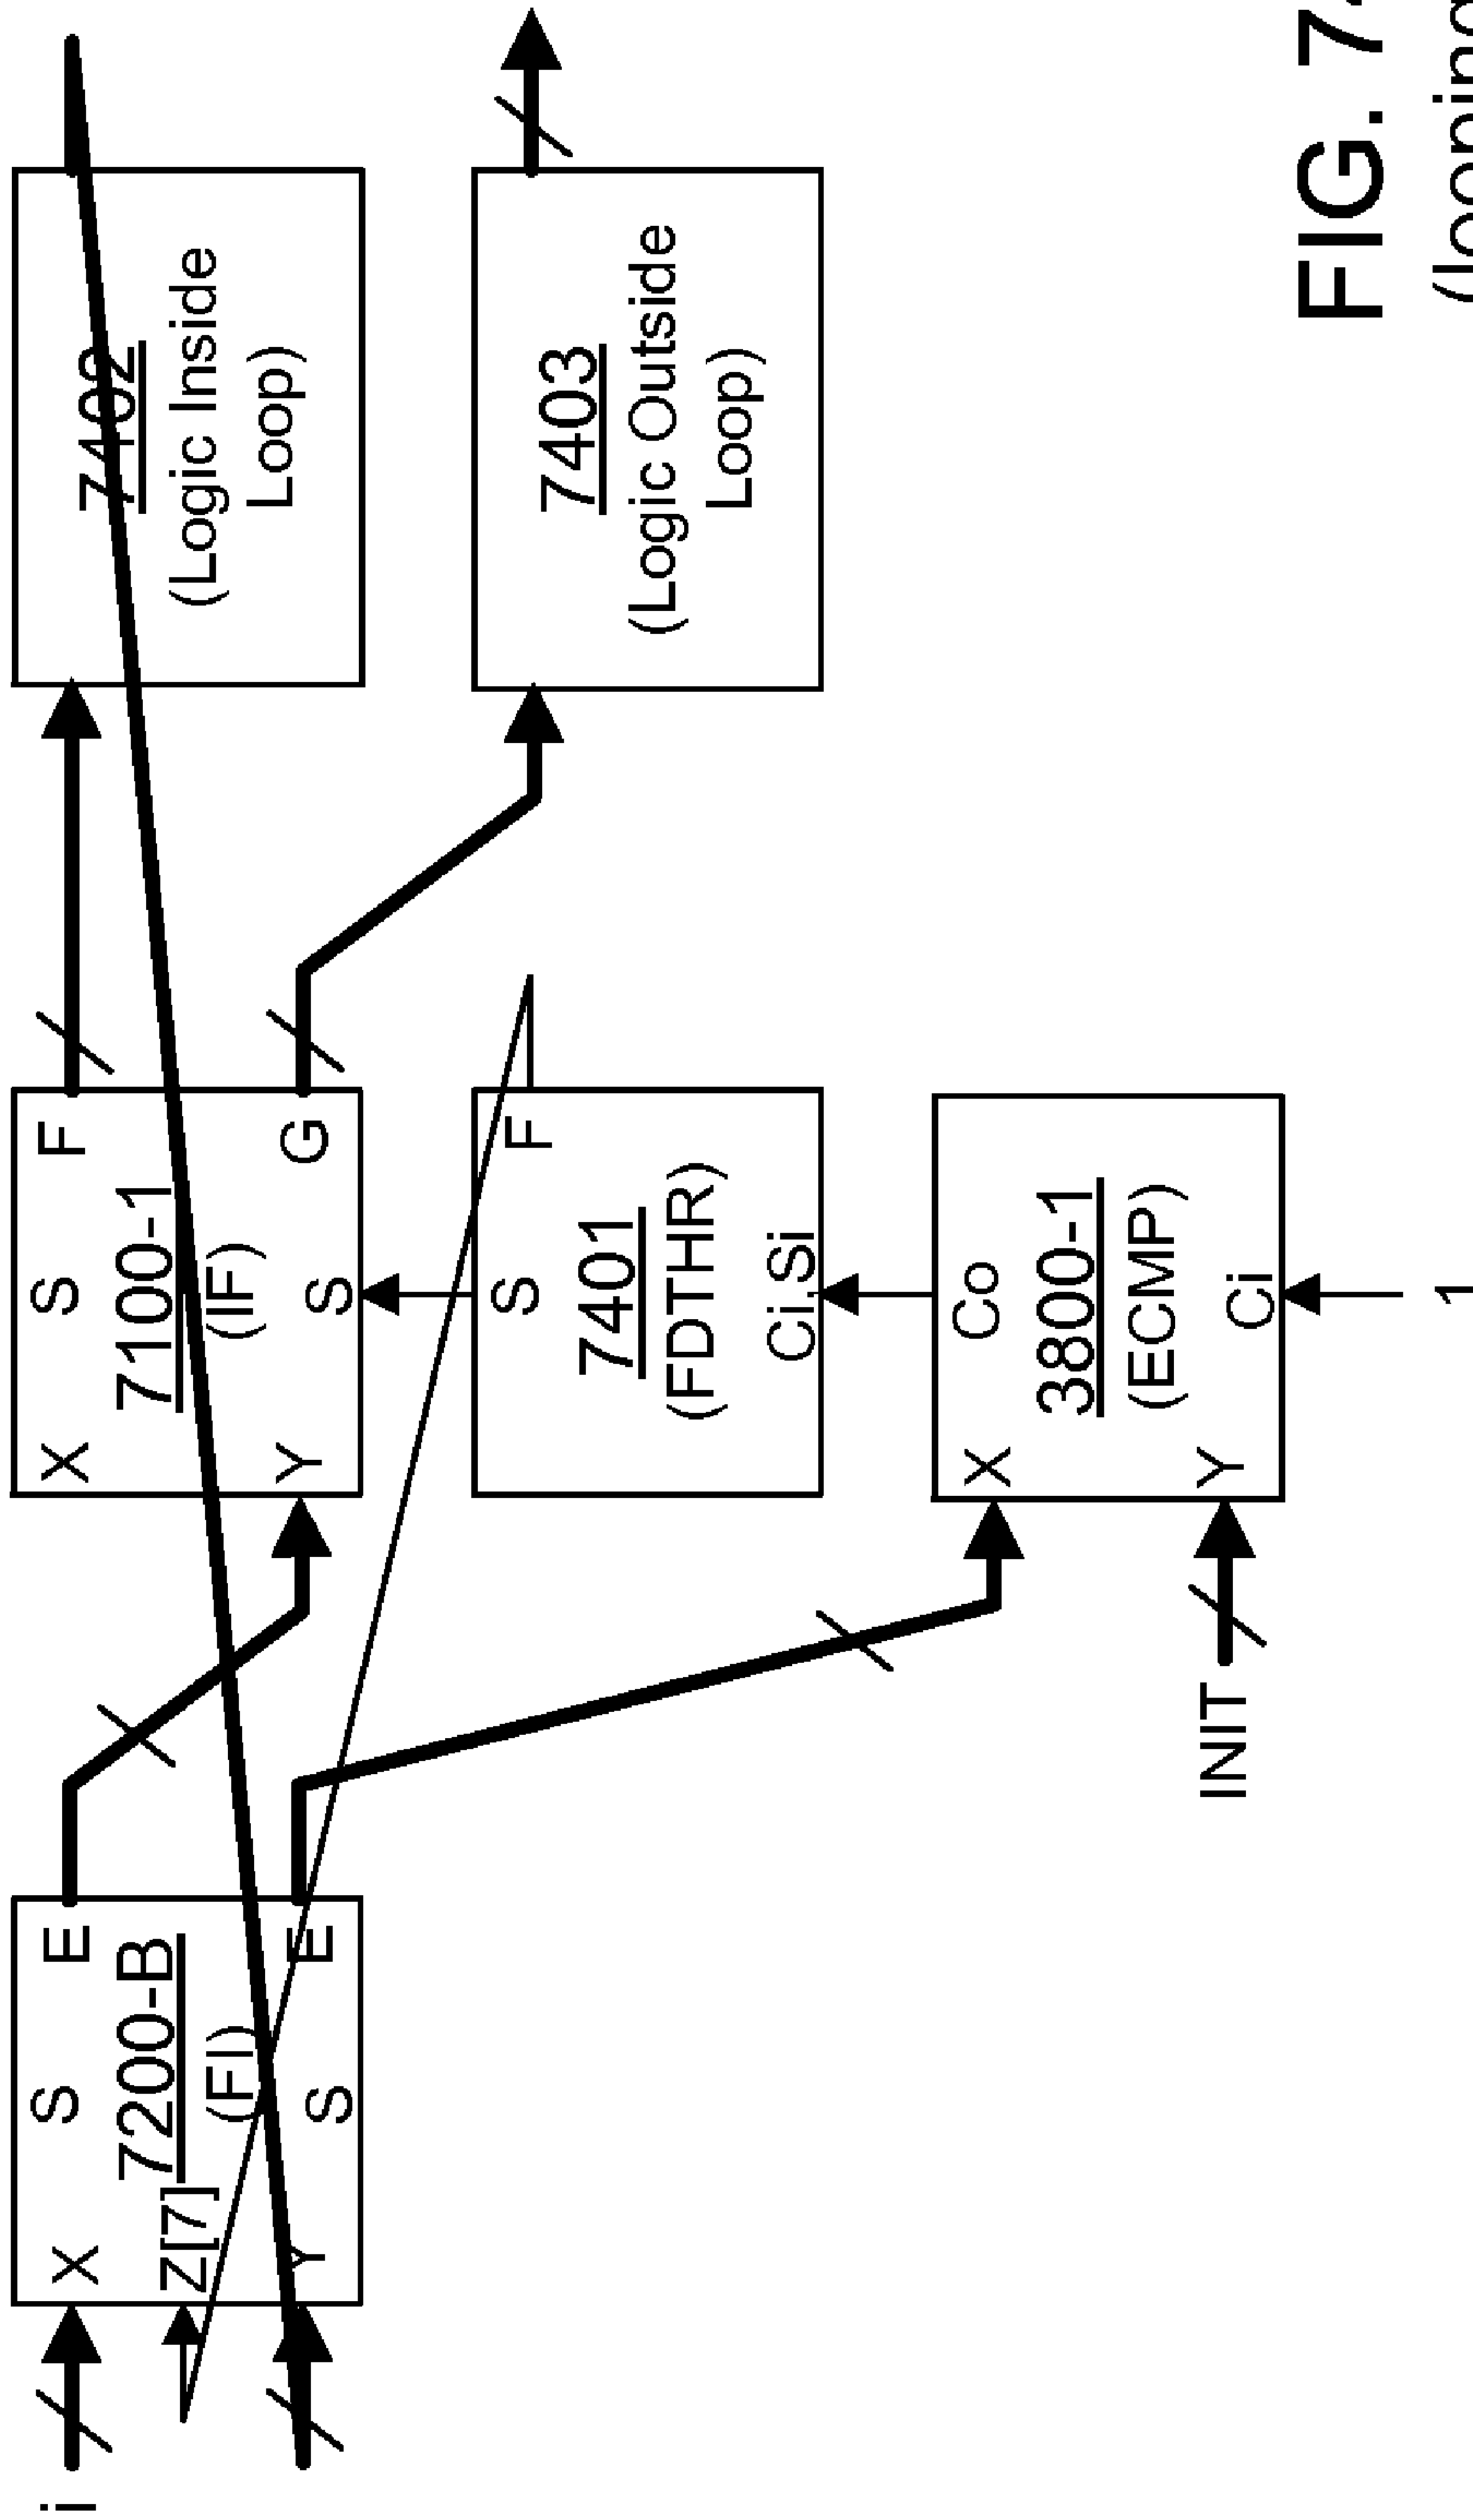 i
X
S
E
7200-B
Z[7]
(FI)
Y
S
E
X
S
F
7100-1
(IF)
Y
S
G
7402
(Logic Inside
Loop)
S
F
7401
(FDTHR)
Ci Si
7403
(Logic Outside
Loop)
X
Co
3800-1
(ECMP)
INIT
Y
Ci
1
FIG. 7
(looping